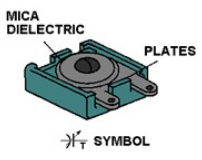 MICA
DIELECTRIC
PLATES
T SYMBOL